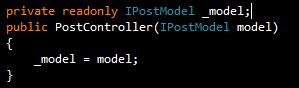 private readonly IPostModel _model;
public PostController(IPostModel model)
{
    _model = model;
}